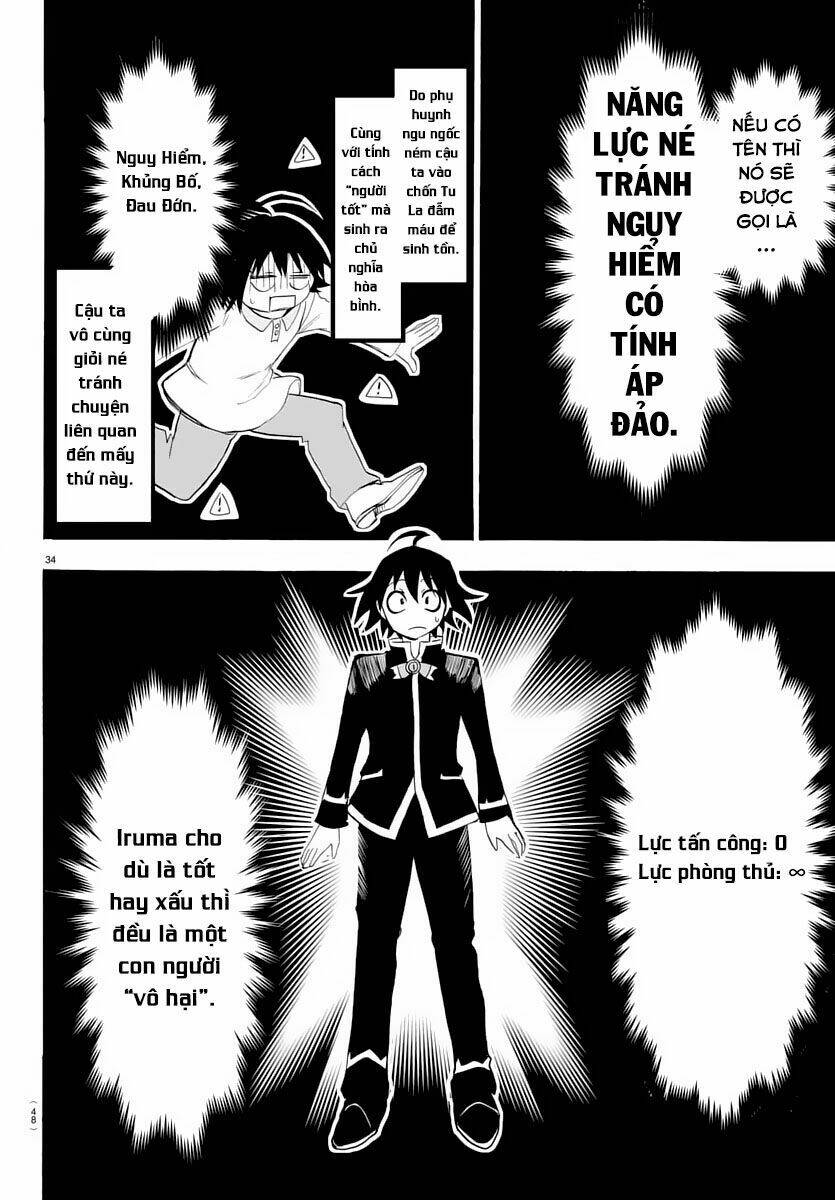 NẾU CÓ
TÊN THÌ
NÓ SẼ
ĐƯỢC
GỌI LÀ
...
NĂNG
LỰC NÉ
TRÁNH
NGUY
HIỂM
CÓ
TÍNH
ÁP
ĐẢO.
Do phụ
huynh
ngu ngốc
ném cậu
ta vào
chốn Tu
La đẫm
máu để
sinh tồn.
Cùng
với tính
cách
"người
tốt" mà
sinh ra
chủ
nghĩa
hòa
bình.
Nguy Hiểm,
Khủng Bố,
Đau Đớn.
Cậu ta
vô cùng
giỏi né
tránh
chuyện
liên quan
đến mấy
thứ này.
34
Lực tấn công: 0
Lực phòng thủ: ∞
Iruma cho
dù là tốt
hay xấu thì
đều là một
con người
"vô hại".
(48)